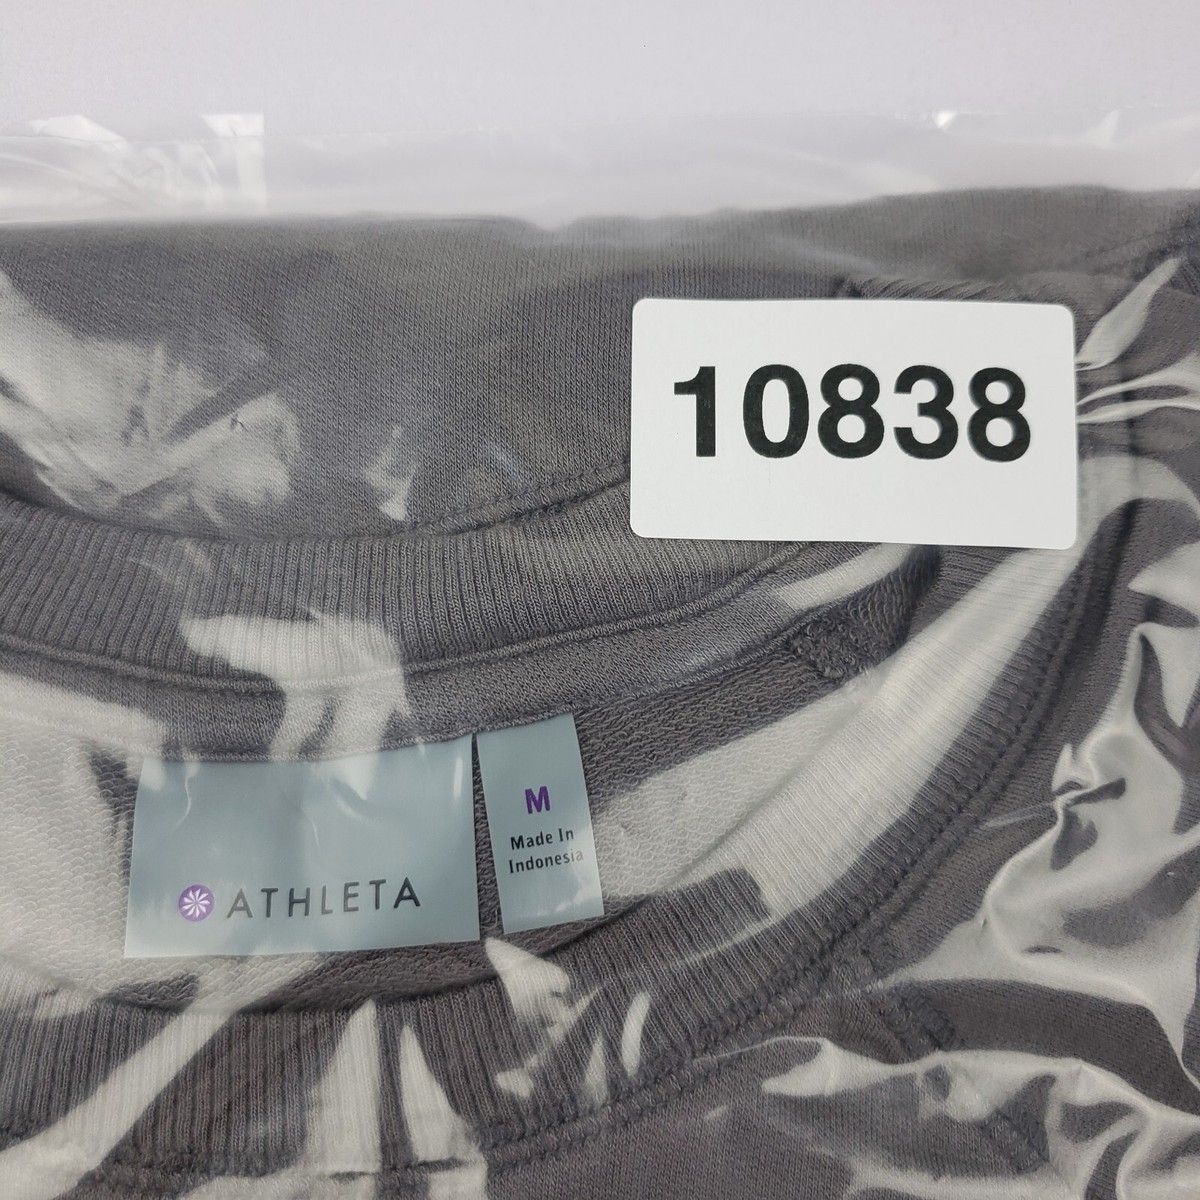 10838
ATHLETA
M
Made In
Indonesia